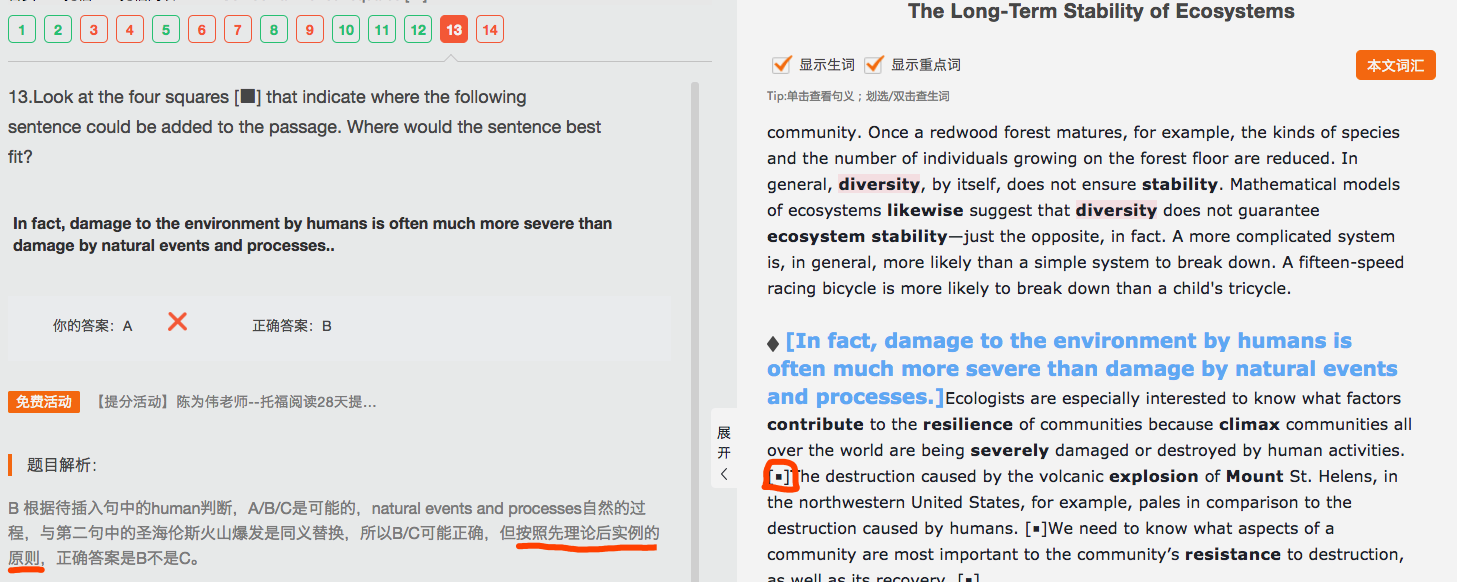 1 2 3 4 5 6 7 8 9 10 11 12 13 14
13.Look at the four squares [■] that indicate where the following
sentence could be added to the passage. Where would the sentence best
fit?
In fact, damage to the environment by humans is often much more severe than
damage by natural events and processes..
你的答案: A
正确答案: B
免费活动 【提分活动】陈为伟老师--托福阅读28天提...
题目解析:
B 根据待插入句中的human判断，A/B/C是可能的，natural events and processes自然的过
程，与第二句中的圣海伦斯火山爆发是同义替换，所以B/C可能正确，但按照先理论后实例的
原则，正确答案是B不是C。
展
开
The Long-Term Stability of Ecosystems
显示生词 显示重点词
本文词汇
Tip:单击查看句义；划选/双击查生词
community. Once a redwood forest matures, for example, the kinds of species
and the number of individuals growing on the forest floor are reduced. In
general, diversity, by itself, does not ensure stability. Mathematical models
of ecosystems likewise suggest that diversity does not guarantee
ecosystem stability—just the opposite, in fact. A more complicated system
is, in general, more likely than a simple system to break down. A fifteen-speed
racing bicycle is more likely to break down than a child's tricycle.
♦ [In fact, damage to the environment by humans is
often much more severe than damage by natural events
and processes.]Ecologists are especially interested to know what factors
contribute to the resilience of communities because climax communities all
over the world are being severely damaged or destroyed by human activities.
[▪]The destruction caused by the volcanic explosion of Mount St. Helens, in
the northwestern United States, for example, pales in comparison to the
destruction caused by humans. [▪]We need to know what aspects of a
community are most important to the community’s resistance to destruction,
as well as its recovery. [▪]